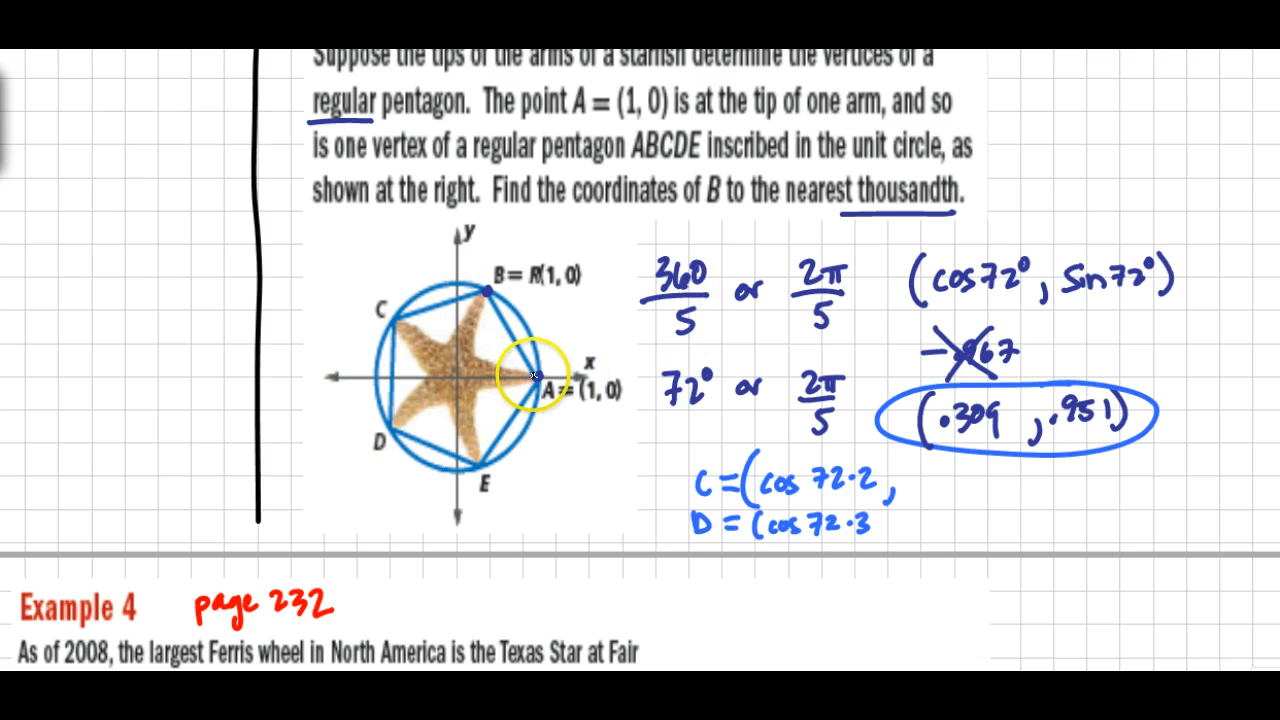 Suppose the tips of the arms of a starfish determine the vertices of a
regular pentagon. The point A = (1, 0) is at the tip of one arm, and so
is one vertex of a regular pentagon ABCDE inscribed in the unit circle, as
shown at the right. Find the coordinates of B to the nearest thousandth.
y
B = R(1, 0)
C
x
A = (1, 0)
D
E
360/5 or 2π/5
(cos72°, sin72°)
72° or 2π/5
-.967
(.309, .951)
C = (cos 72·2,
D = (cos 72·3
Example 4 page 232
As of 2008, the largest Ferris wheel in North America is the Texas Star at Fair